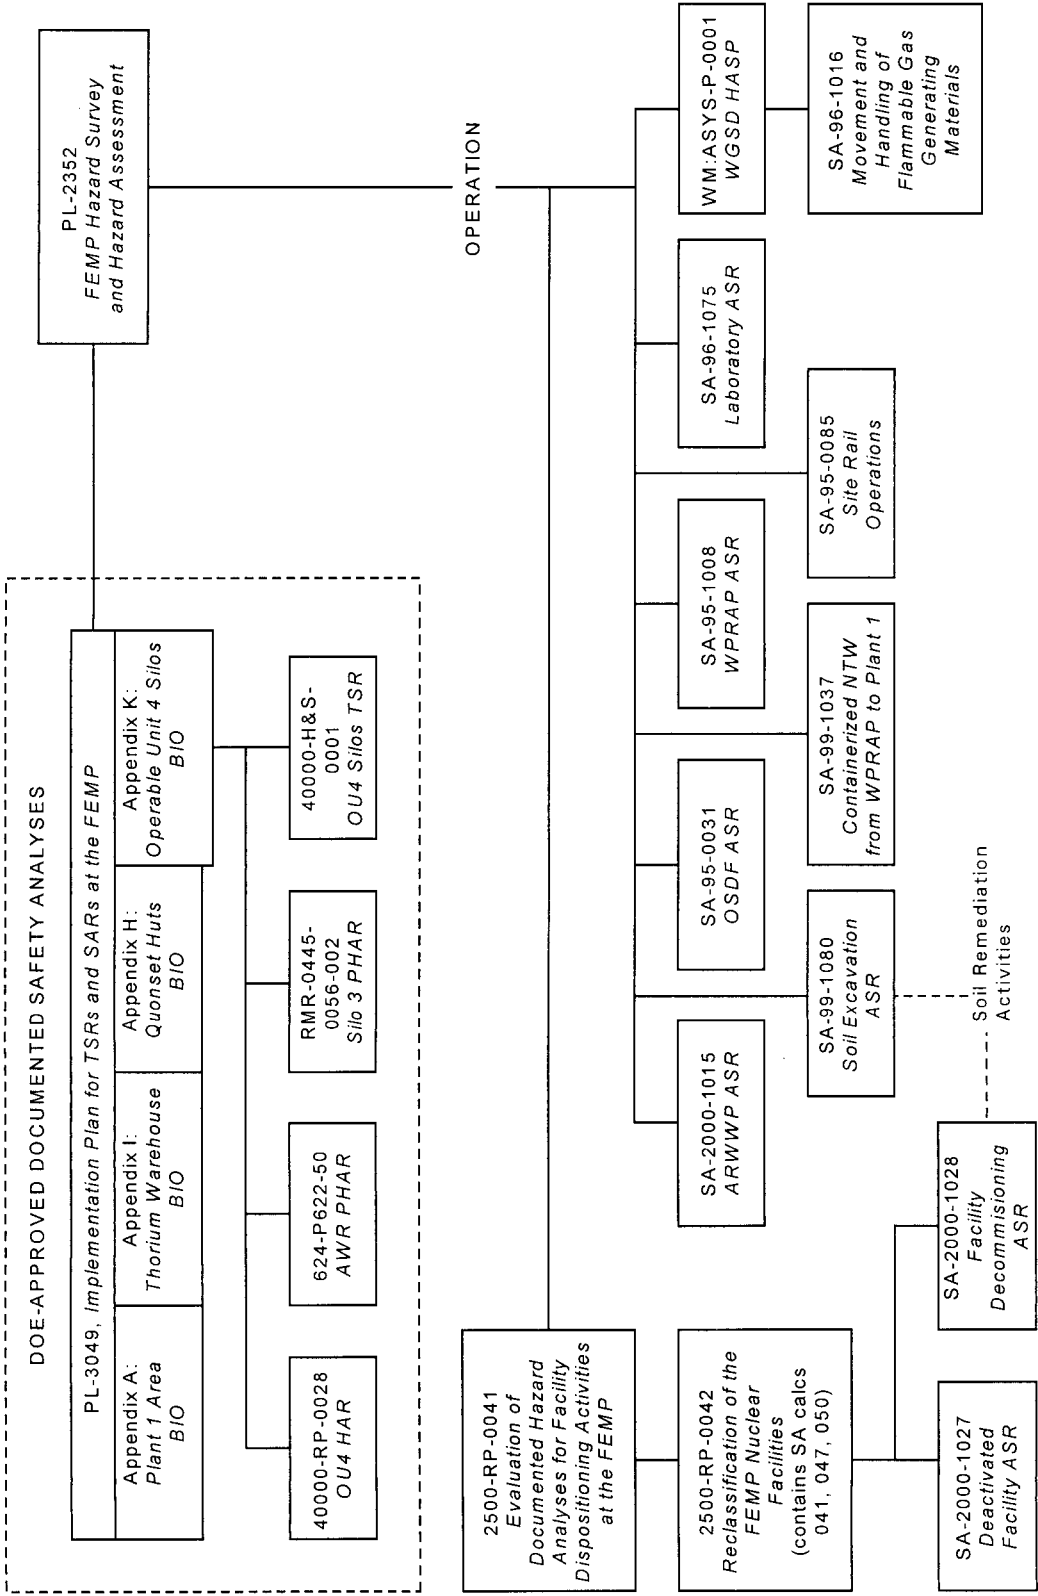 PL-2352
FEMP Hazard Survey
and Hazard Assessment
DOE-APPROVED DOCUMENTED SAFETY ANALYSES
PL-3049, Implementation Plan for TSRs and SARs at the FEMP
Appendix A:
Plant 1 Area
BIO
Appendix I:
Thorium Warehouse
BIO
Appendix H:
Quonset Huts
BIO
Appendix K:
Operable Unit 4 Silos
BIO
40000-RP-0028
OU4 HAR
624-P622-50
AWR PHAR
RMR-0445-
0056-002
Silo 3 PHAR
40000-H&S-
0001
OU4 Silos TSR
OPERATION
2500-RP-0041
Evaluation of
Documented Hazard
Analyses for Facility
Dispositioning Activities
at the FEMP
2500-RP-0042
Reclassification of the
FEMP Nuclear
Facilities
(contains SA calcs
041, 047, 050)
SA-2000-1027
Deactivated
Facility ASR
SA-2000-1028
Facility
Decommisioning
ASR
Soil Remediation
Activities
SA-2000-1015
ARWWP ASR
SA-99-1080
Soil Excavation
ASR
SA-95-0031
OSDF ASR
SA-99-1037
Containerized NTW
from WPRAP to Plant 1
SA-95-1008
WPRAP ASR
SA-95-0085
Site Rail
Operations
SA-96-1075
Laboratory ASR
WM:ASYS-P-0001
WGSD HASP
SA-96-1016
Movement and
Handling of
Flammable Gas
Generating
Materials